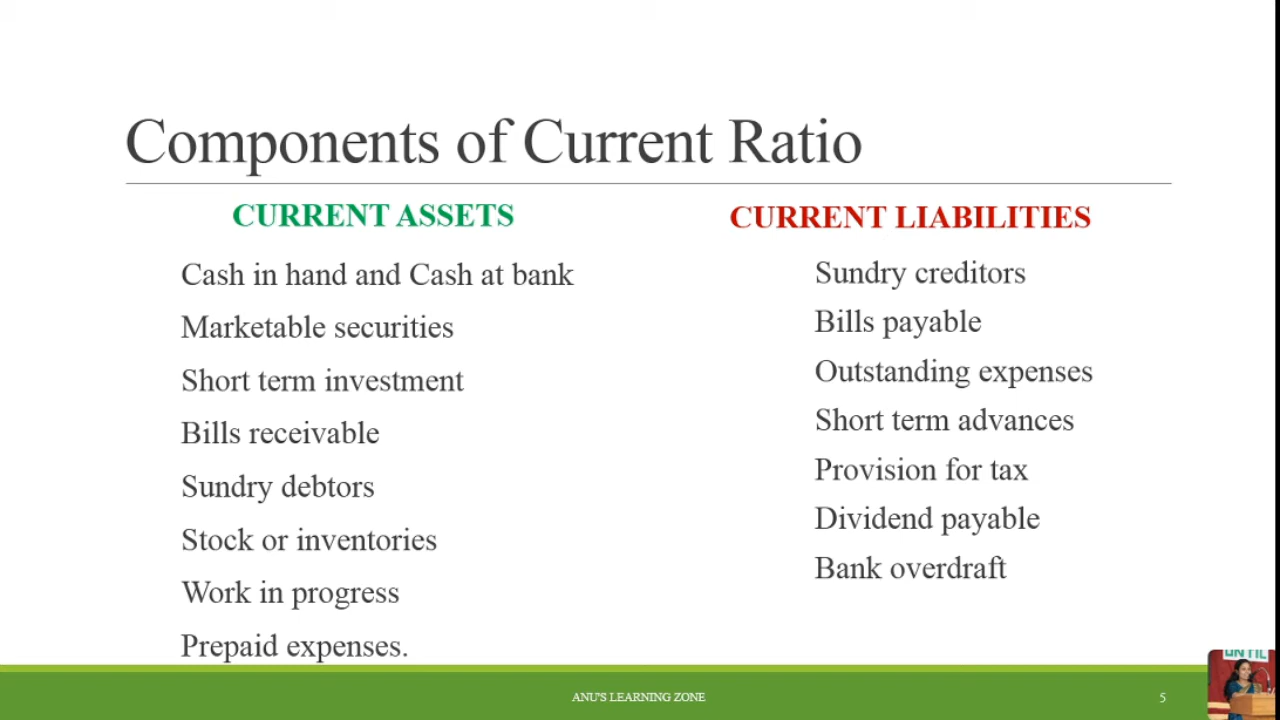 Components of Current Ratio
CURRENT ASSETS
Cash in hand and Cash at bank
Marketable securities
Short term investment
Bills receivable
Sundry debtors
Stock or inventories
Work in progress
Prepaid expenses.
CURRENT LIABILITIES
Sundry creditors
Bills payable
Outstanding expenses
Short term advances
Provision for tax
Dividend payable
Bank overdraft
ANU'S LEARNING ZONE
5